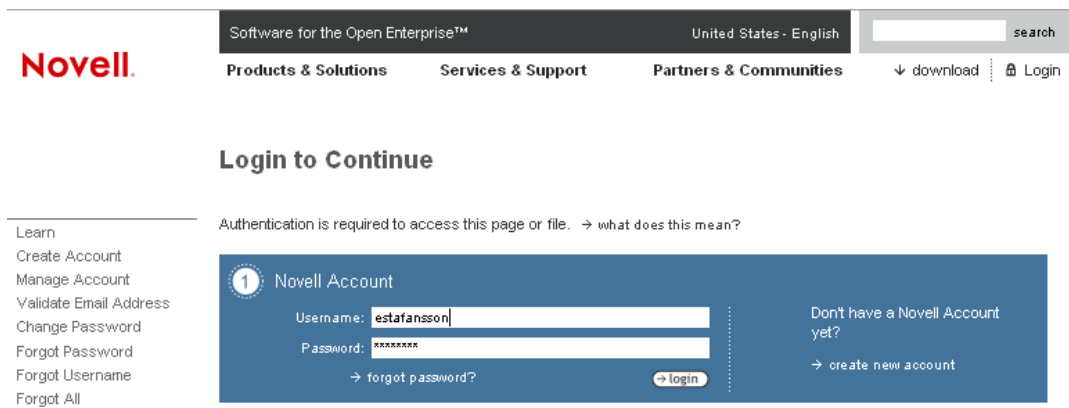 Software for the Open Enterprise™ United States - English search
Novell.
Products & Solutions Services & Support Partners & Communities ↓ download Login
Login to Continue
Authentication is required to access this page or file. → what does this mean?
Learn
Create Account
Manage Account
Validate Email Address
Change Password
Forgot Password
Forgot Username
Forgot All
1 Novell Account
Username: estafansson
Password: ********
→ forgot password? → login
Don't have a Novell Account
yet?
→ create new account